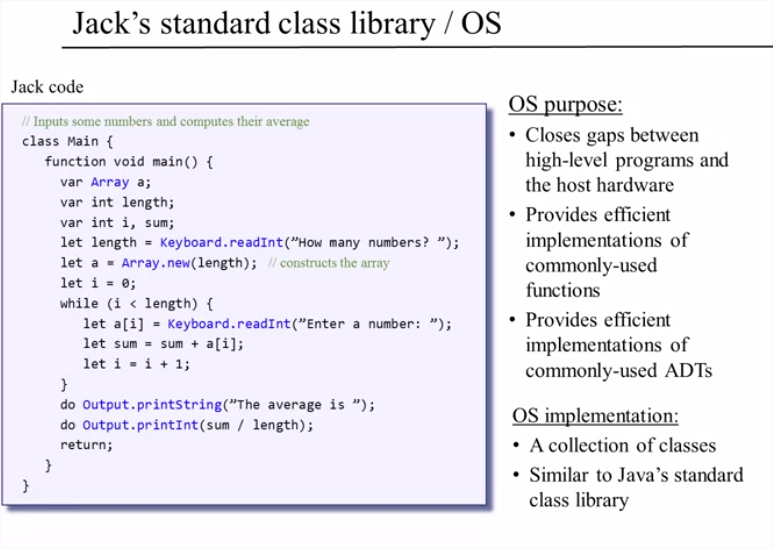 Jack's standard class library / OS
Jack code
// Inputs some numbers and computes their average
class Main {
function void main() {
var Array a;
var int length;
var int i, sum;
let length = Keyboard.readInt(”How many numbers? ”);
let a = Array.new(length); // constructs the array
let i = 0;
while (i < length) {
let a[i] = Keyboard.readInt(”Enter a number: ”);
let sum = sum + a[i];
let i = i + 1;
}
do Output.printString(”The average is ”);
do Output.printInt(sum / length);
return;
}
}
OS purpose:
• Closes gaps between
high-level programs and
the host hardware
• Provides efficient
implementations of
commonly-used
functions
• Provides efficient
implementations of
commonly-used ADTs
OS implementation:
• A collection of classes
• Similar to Java's standard
class library